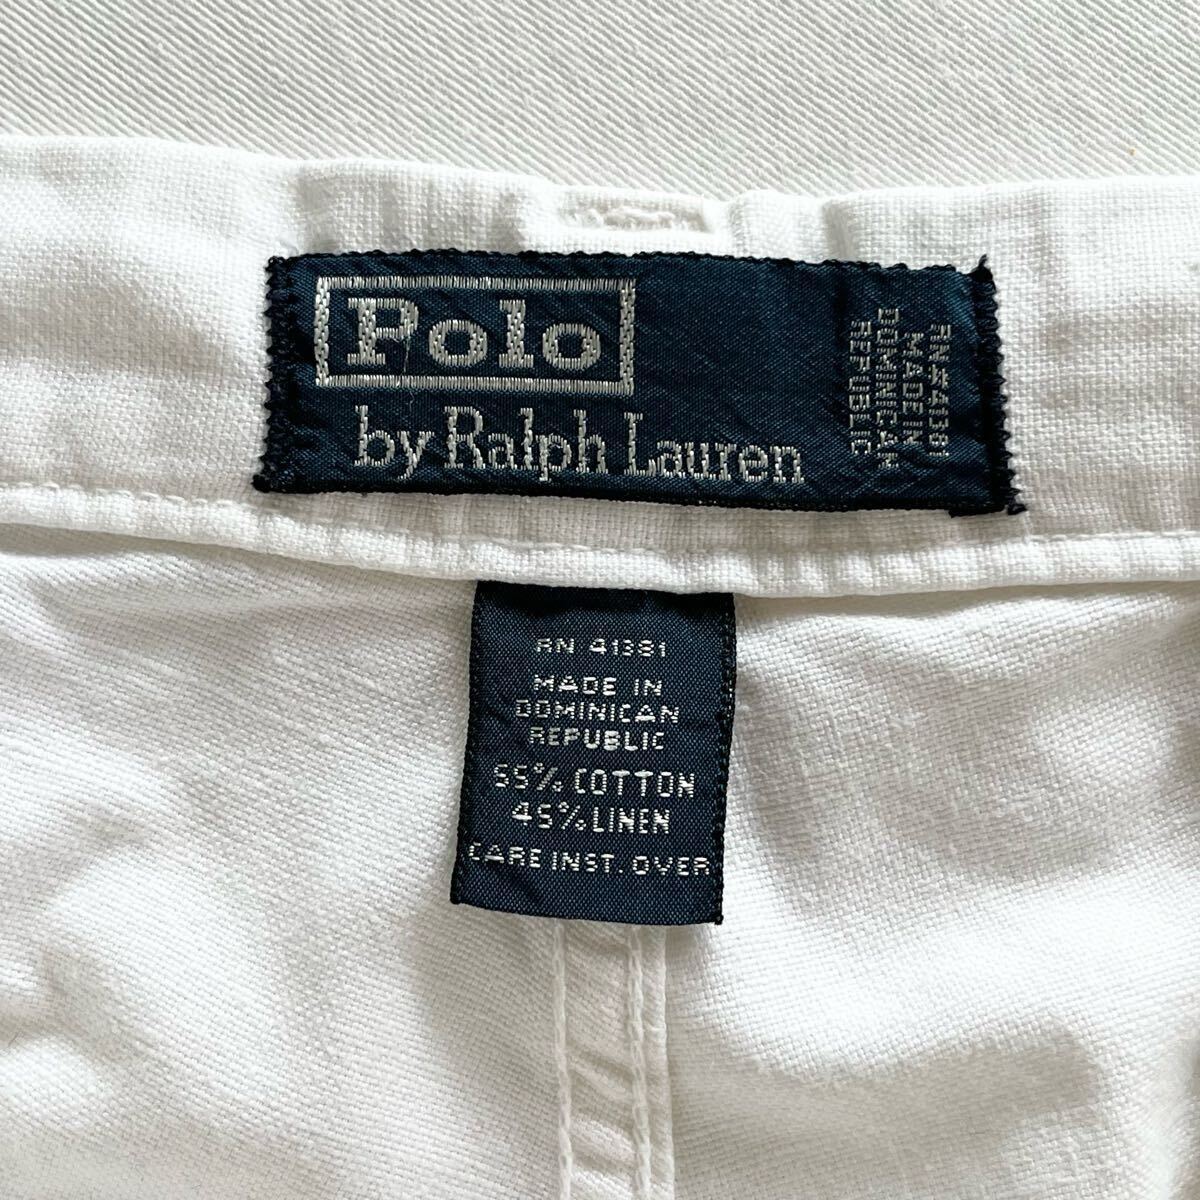 Polo
by Ralph Lauren
RN#41381
MADE IN
DOMINICAN
REPUBLIC
RN 41381
MADE IN
DOMINICAN
REPUBLIC
55% COTTON
45% LINEN
CARE INST. OVER